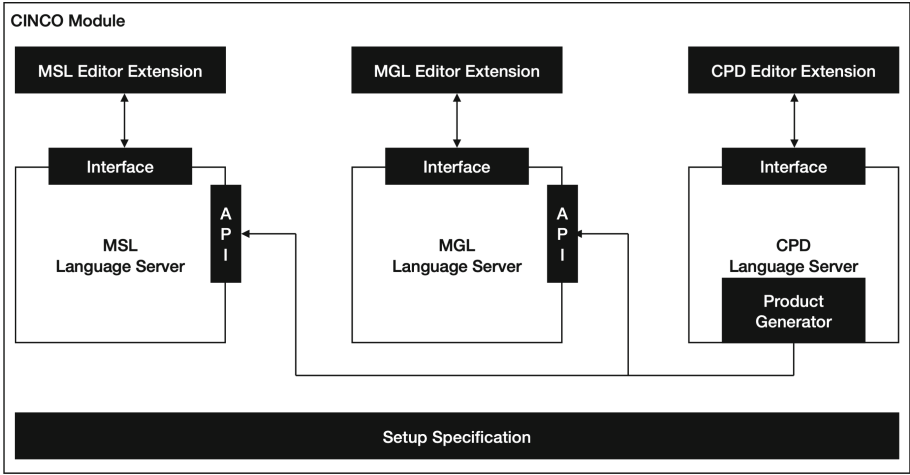 CINCO Module
MSL Editor Extension
MGL Editor Extension
CPD Editor Extension
Interface
Interface
Interface
MSL
Language Server
A
P
I
MGL
Language Server
A
P
I
CPD
Language Server
Product
Generator
Setup Specification